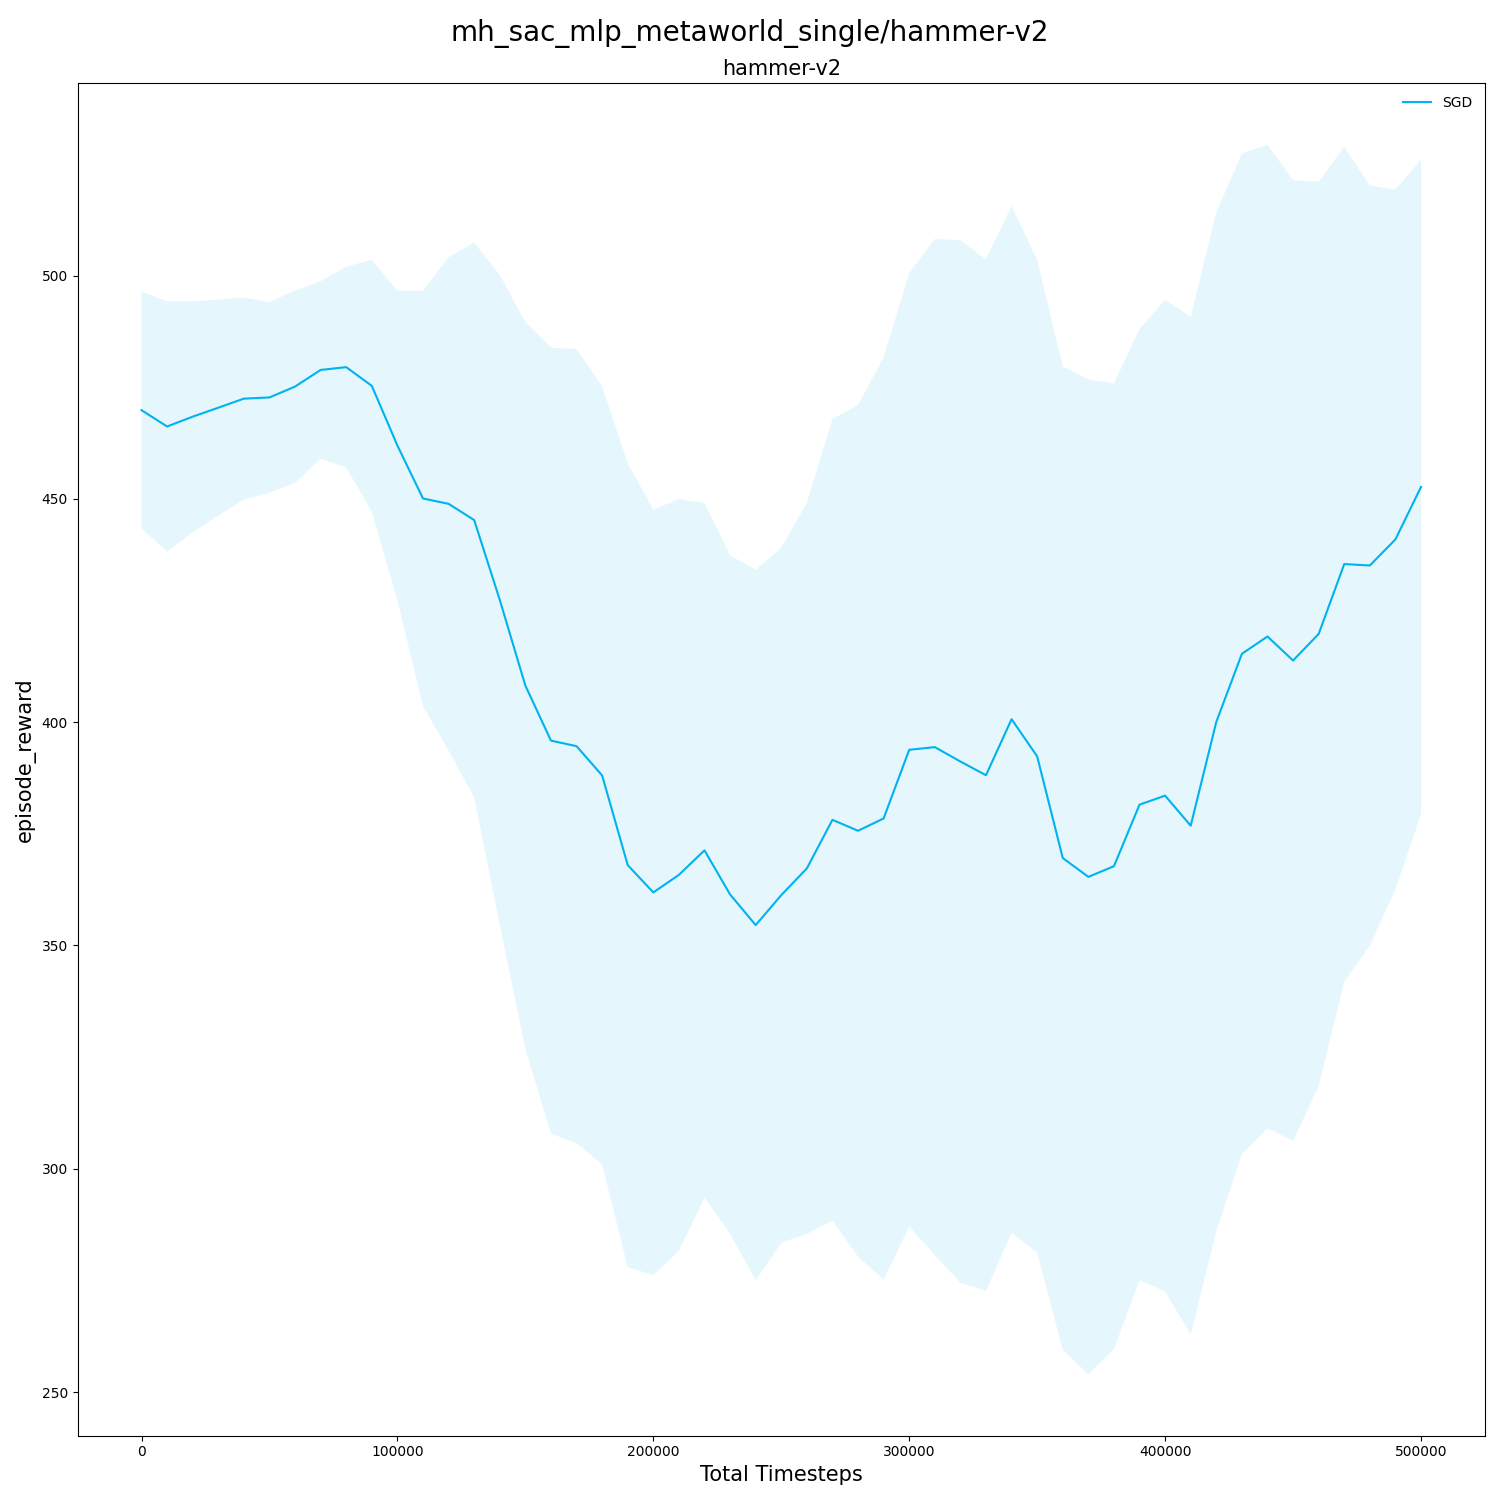 mh_sac_mlp_metaworld_single/hammer-v2
hammer-v2
SGD
episode_reward
500
450
400
350
300
250
0 100000 200000 300000 400000 500000
Total Timesteps